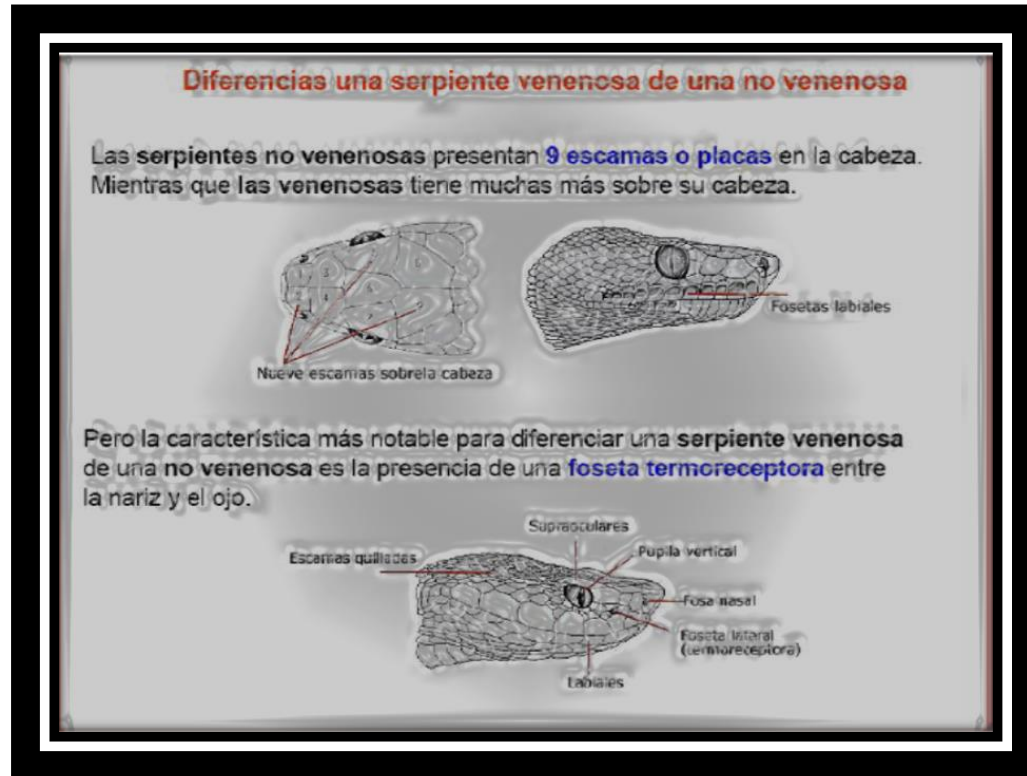 Diferencias una serpiente venenosa de una no venenosa
Las serpientes no venenosas presentan 9 escamas o placas en la cabeza.
Mientras que las venenosas tiene muchas más sobre su cabeza.
Fosetas labiales
Nueve escamas sobrela cabeza
Pero la característica más notable para diferenciar una serpiente venenosa
de una no venenosa es la presencia de una foseta termoreceptora entre
la nariz y el ojo.
Supraoculares
Escamas quilladas
Pupila vertical
Fosa nasal
Foseta lateral
(termoreceptora)
Labiales